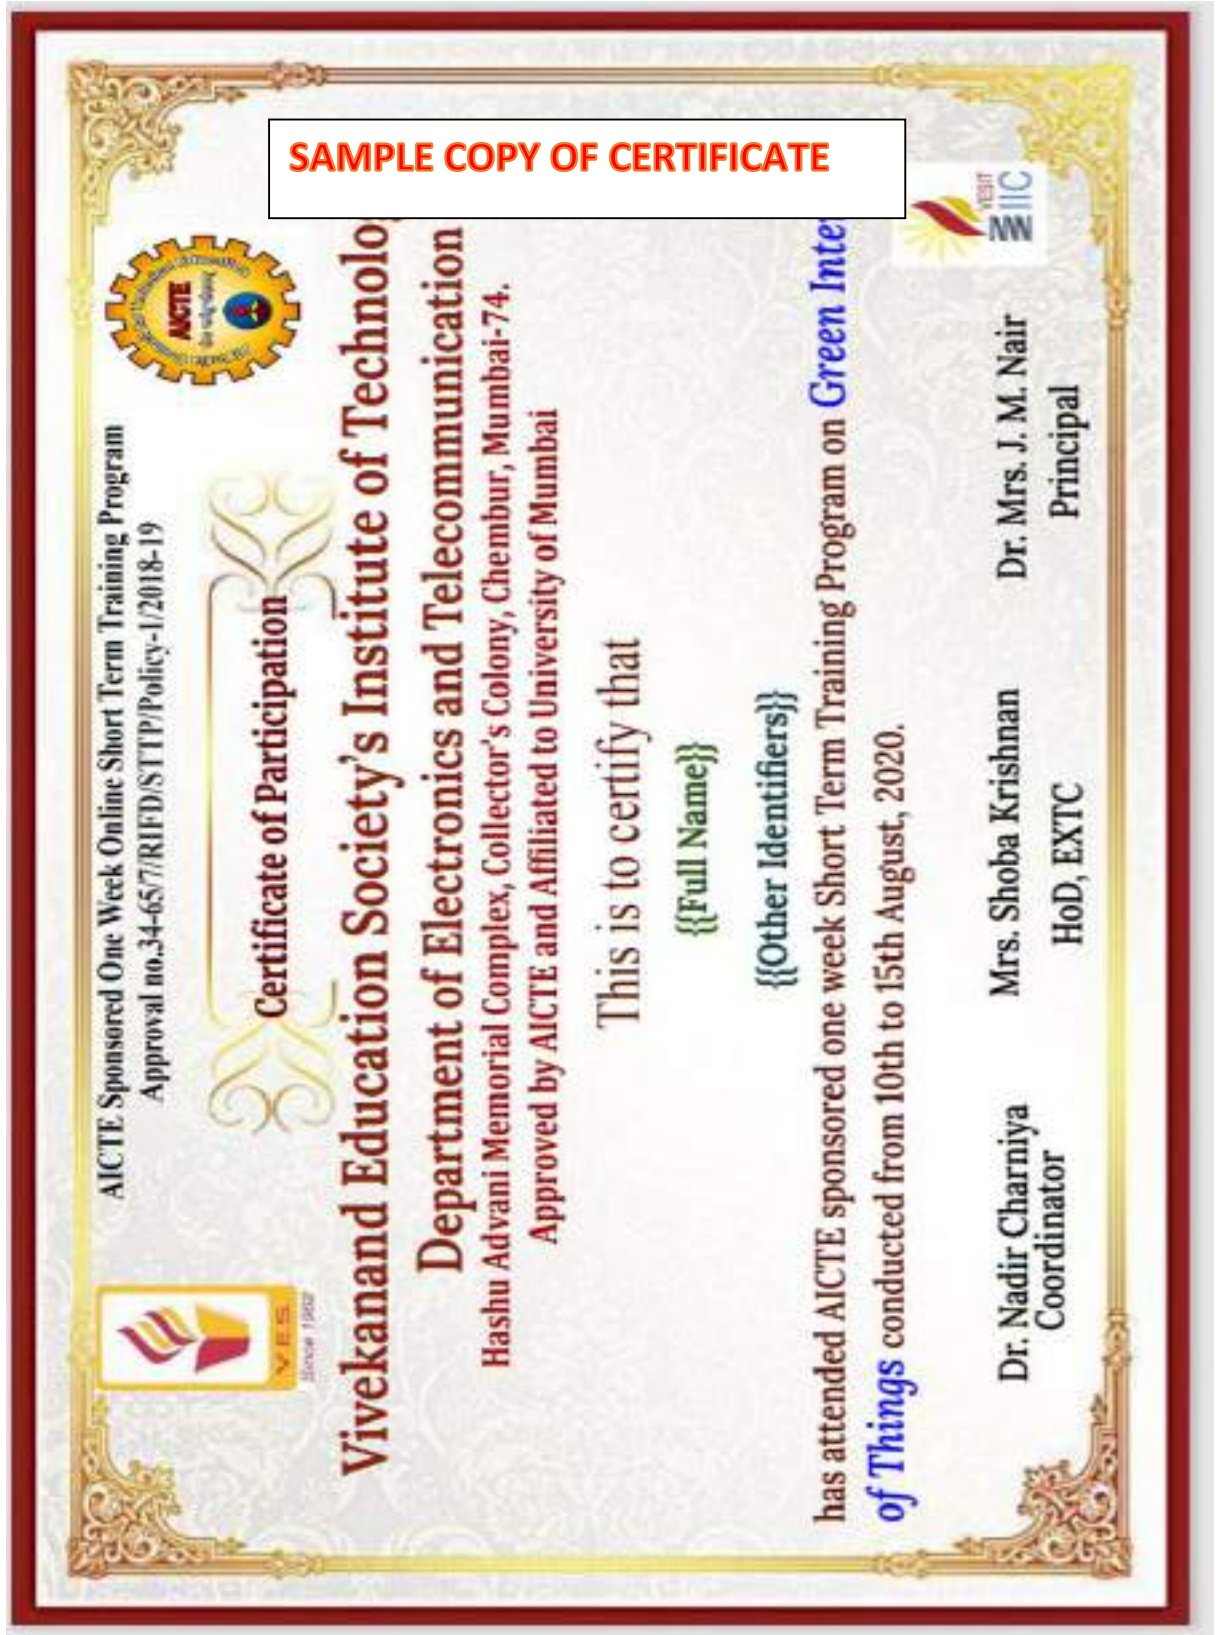 SAMPLE COPY OF CERTIFICATE
AICTE Sponsored One Week Online Short Term Training Program
Approval no.34-65/7/RIFD/STTP/Policy-1/2018-19
V.E.S.
Since 1962
AICTE
Certificate of Participation
Vivekanand Education Society's Institute of Technolo
Department of Electronics and Telecommunication
Hashu Advani Memorial Complex, Collector's Colony, Chembur, Mumbai-74.
Approved by AICTE and Affiliated to University of Mumbai
This is to certify that
{{Full Name}}
{{Other Identifiers}}
has attended AICTE sponsored one week Short Term Training Program on Green Inte
of Things conducted from 10th to 15th August, 2020.
VESIT
IIC
Dr. Nadir Charniya
Coordinator
Mrs. Shoba Krishnan
HoD, EXTC
Dr. Mrs. J. M. Nair
Principal